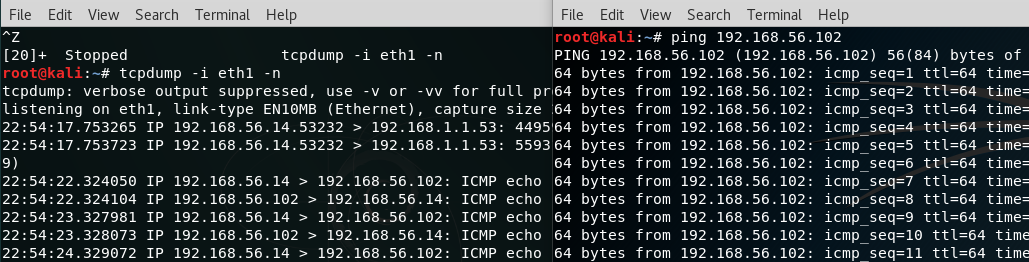 File Edit View Search Terminal Help
^Z
[20]+  Stopped                 tcpdump -i eth1 -n
root@kali:~# tcpdump -i eth1 -n
tcpdump: verbose output suppressed, use -v or -vv for full pr
listening on eth1, link-type EN10MB (Ethernet), capture size
22:54:17.753265 IP 192.168.56.14.53232 > 192.168.1.1.53: 4495
22:54:17.753723 IP 192.168.56.14.53232 > 192.168.1.1.53: 5593
9)
22:54:22.324050 IP 192.168.56.14 > 192.168.56.102: ICMP echo
22:54:22.324104 IP 192.168.56.102 > 192.168.56.14: ICMP echo
22:54:23.327981 IP 192.168.56.14 > 192.168.56.102: ICMP echo
22:54:23.328073 IP 192.168.56.102 > 192.168.56.14: ICMP echo
22:54:24.329072 IP 192.168.56.14 > 192.168.56.102: ICMP echo
File Edit View Search Terminal Help
root@kali:~# ping 192.168.56.102
PING 192.168.56.102 (192.168.56.102) 56(84) bytes of
64 bytes from 192.168.56.102: icmp_seq=1 ttl=64 time=
64 bytes from 192.168.56.102: icmp_seq=2 ttl=64 time=
64 bytes from 192.168.56.102: icmp_seq=3 ttl=64 time=
64 bytes from 192.168.56.102: icmp_seq=4 ttl=64 time=
64 bytes from 192.168.56.102: icmp_seq=5 ttl=64 time=
64 bytes from 192.168.56.102: icmp_seq=6 ttl=64 time=
64 bytes from 192.168.56.102: icmp_seq=7 ttl=64 time=
64 bytes from 192.168.56.102: icmp_seq=8 ttl=64 time=
64 bytes from 192.168.56.102: icmp_seq=9 ttl=64 time=
64 bytes from 192.168.56.102: icmp_seq=10 ttl=64 time
64 bytes from 192.168.56.102: icmp_seq=11 ttl=64 time